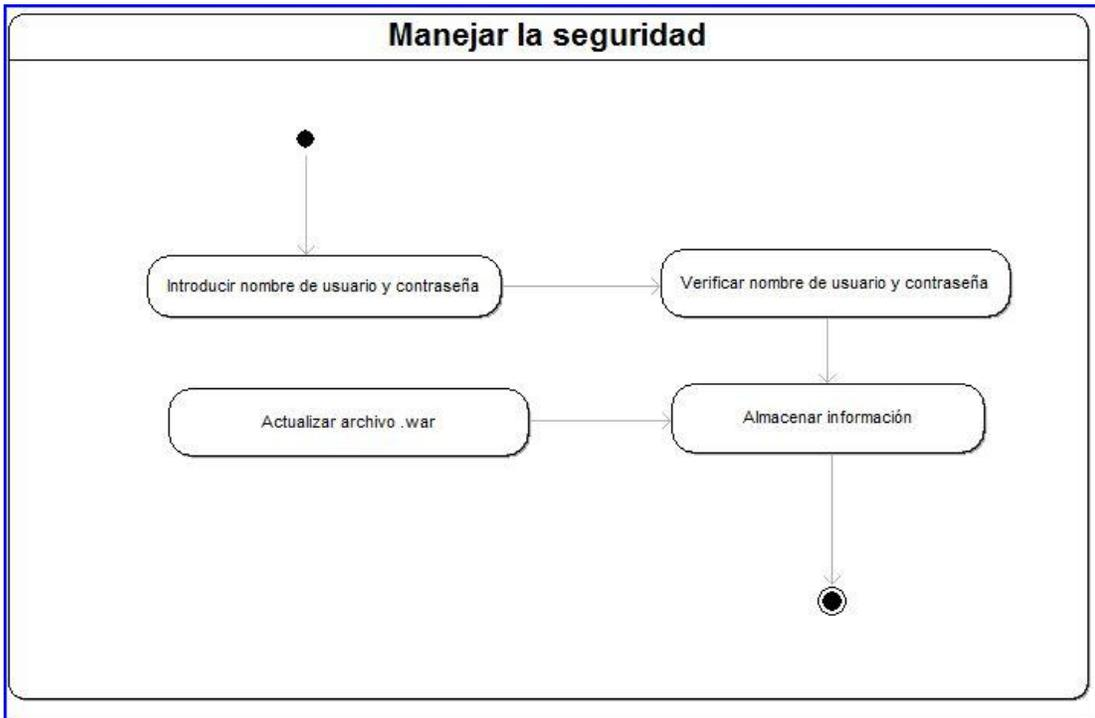 Manejar la seguridad
Introducir nombre de usuario y contraseña
Verificar nombre de usuario y contraseña
Actualizar archivo .war
Almacenar información